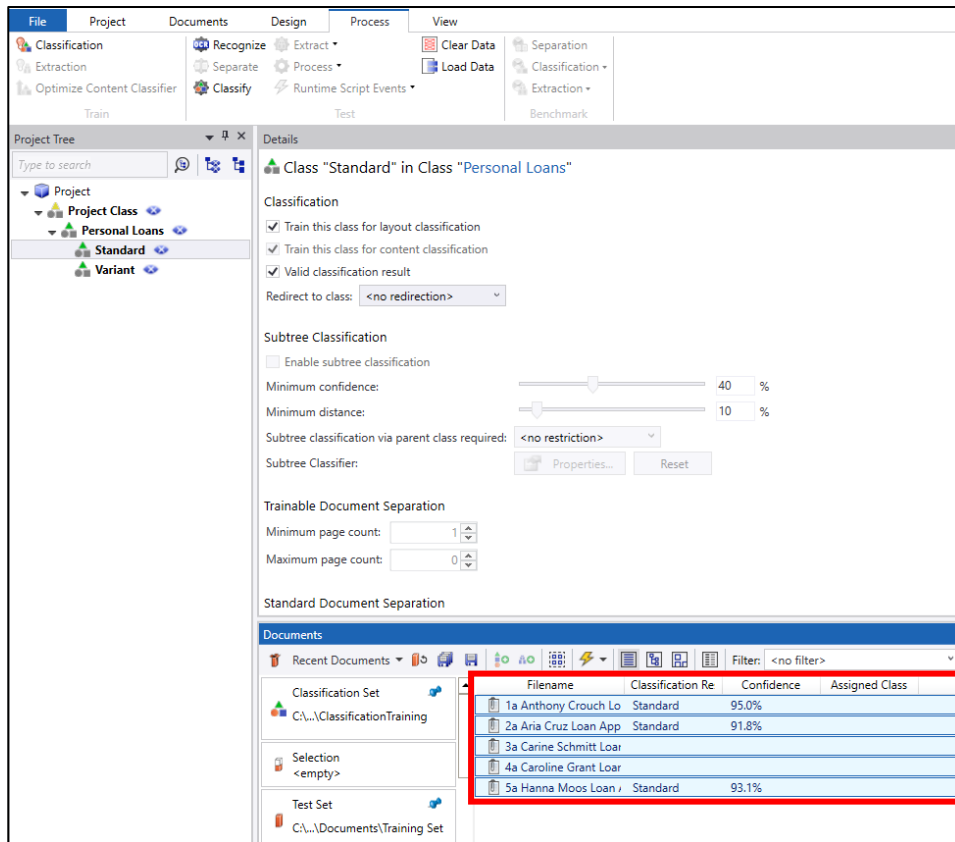 File Project Documents Design Process View
Classification Recognize Extract Clear Data Separation
Extraction Separate Process Load Data Classification
Optimize Content Classifier Classify Runtime Script Events Extraction
Train Test Benchmark
Project Tree
Type to search
Project
Project Class
Personal Loans
Standard
Variant
Details
Class "Standard" in Class "Personal Loans"
Classification
Train this class for layout classification
Train this class for content classification
Valid classification result
Redirect to class: <no redirection>
Subtree Classification
Enable subtree classification
Minimum confidence: 40 %
Minimum distance: 10 %
Subtree classification via parent class required: <no restriction>
Subtree Classifier: Properties... Reset
Trainable Document Separation
Minimum page count: 1
Maximum page count: 0
Standard Document Separation
Documents
Recent Documents Filter: <no filter>
Classification Set
C:\...\ClassificationTraining
Selection
<empty>
Test Set
C:\...\Documents\Training Set
Filename Classification Re Confidence Assigned Class
1a Anthony Crouch Lo Standard 95.0%
2a Aria Cruz Loan App Standard 91.8%
3a Carine Schmitt Loar
4a Caroline Grant Loar
5a Hanna Moos Loan Standard 93.1%